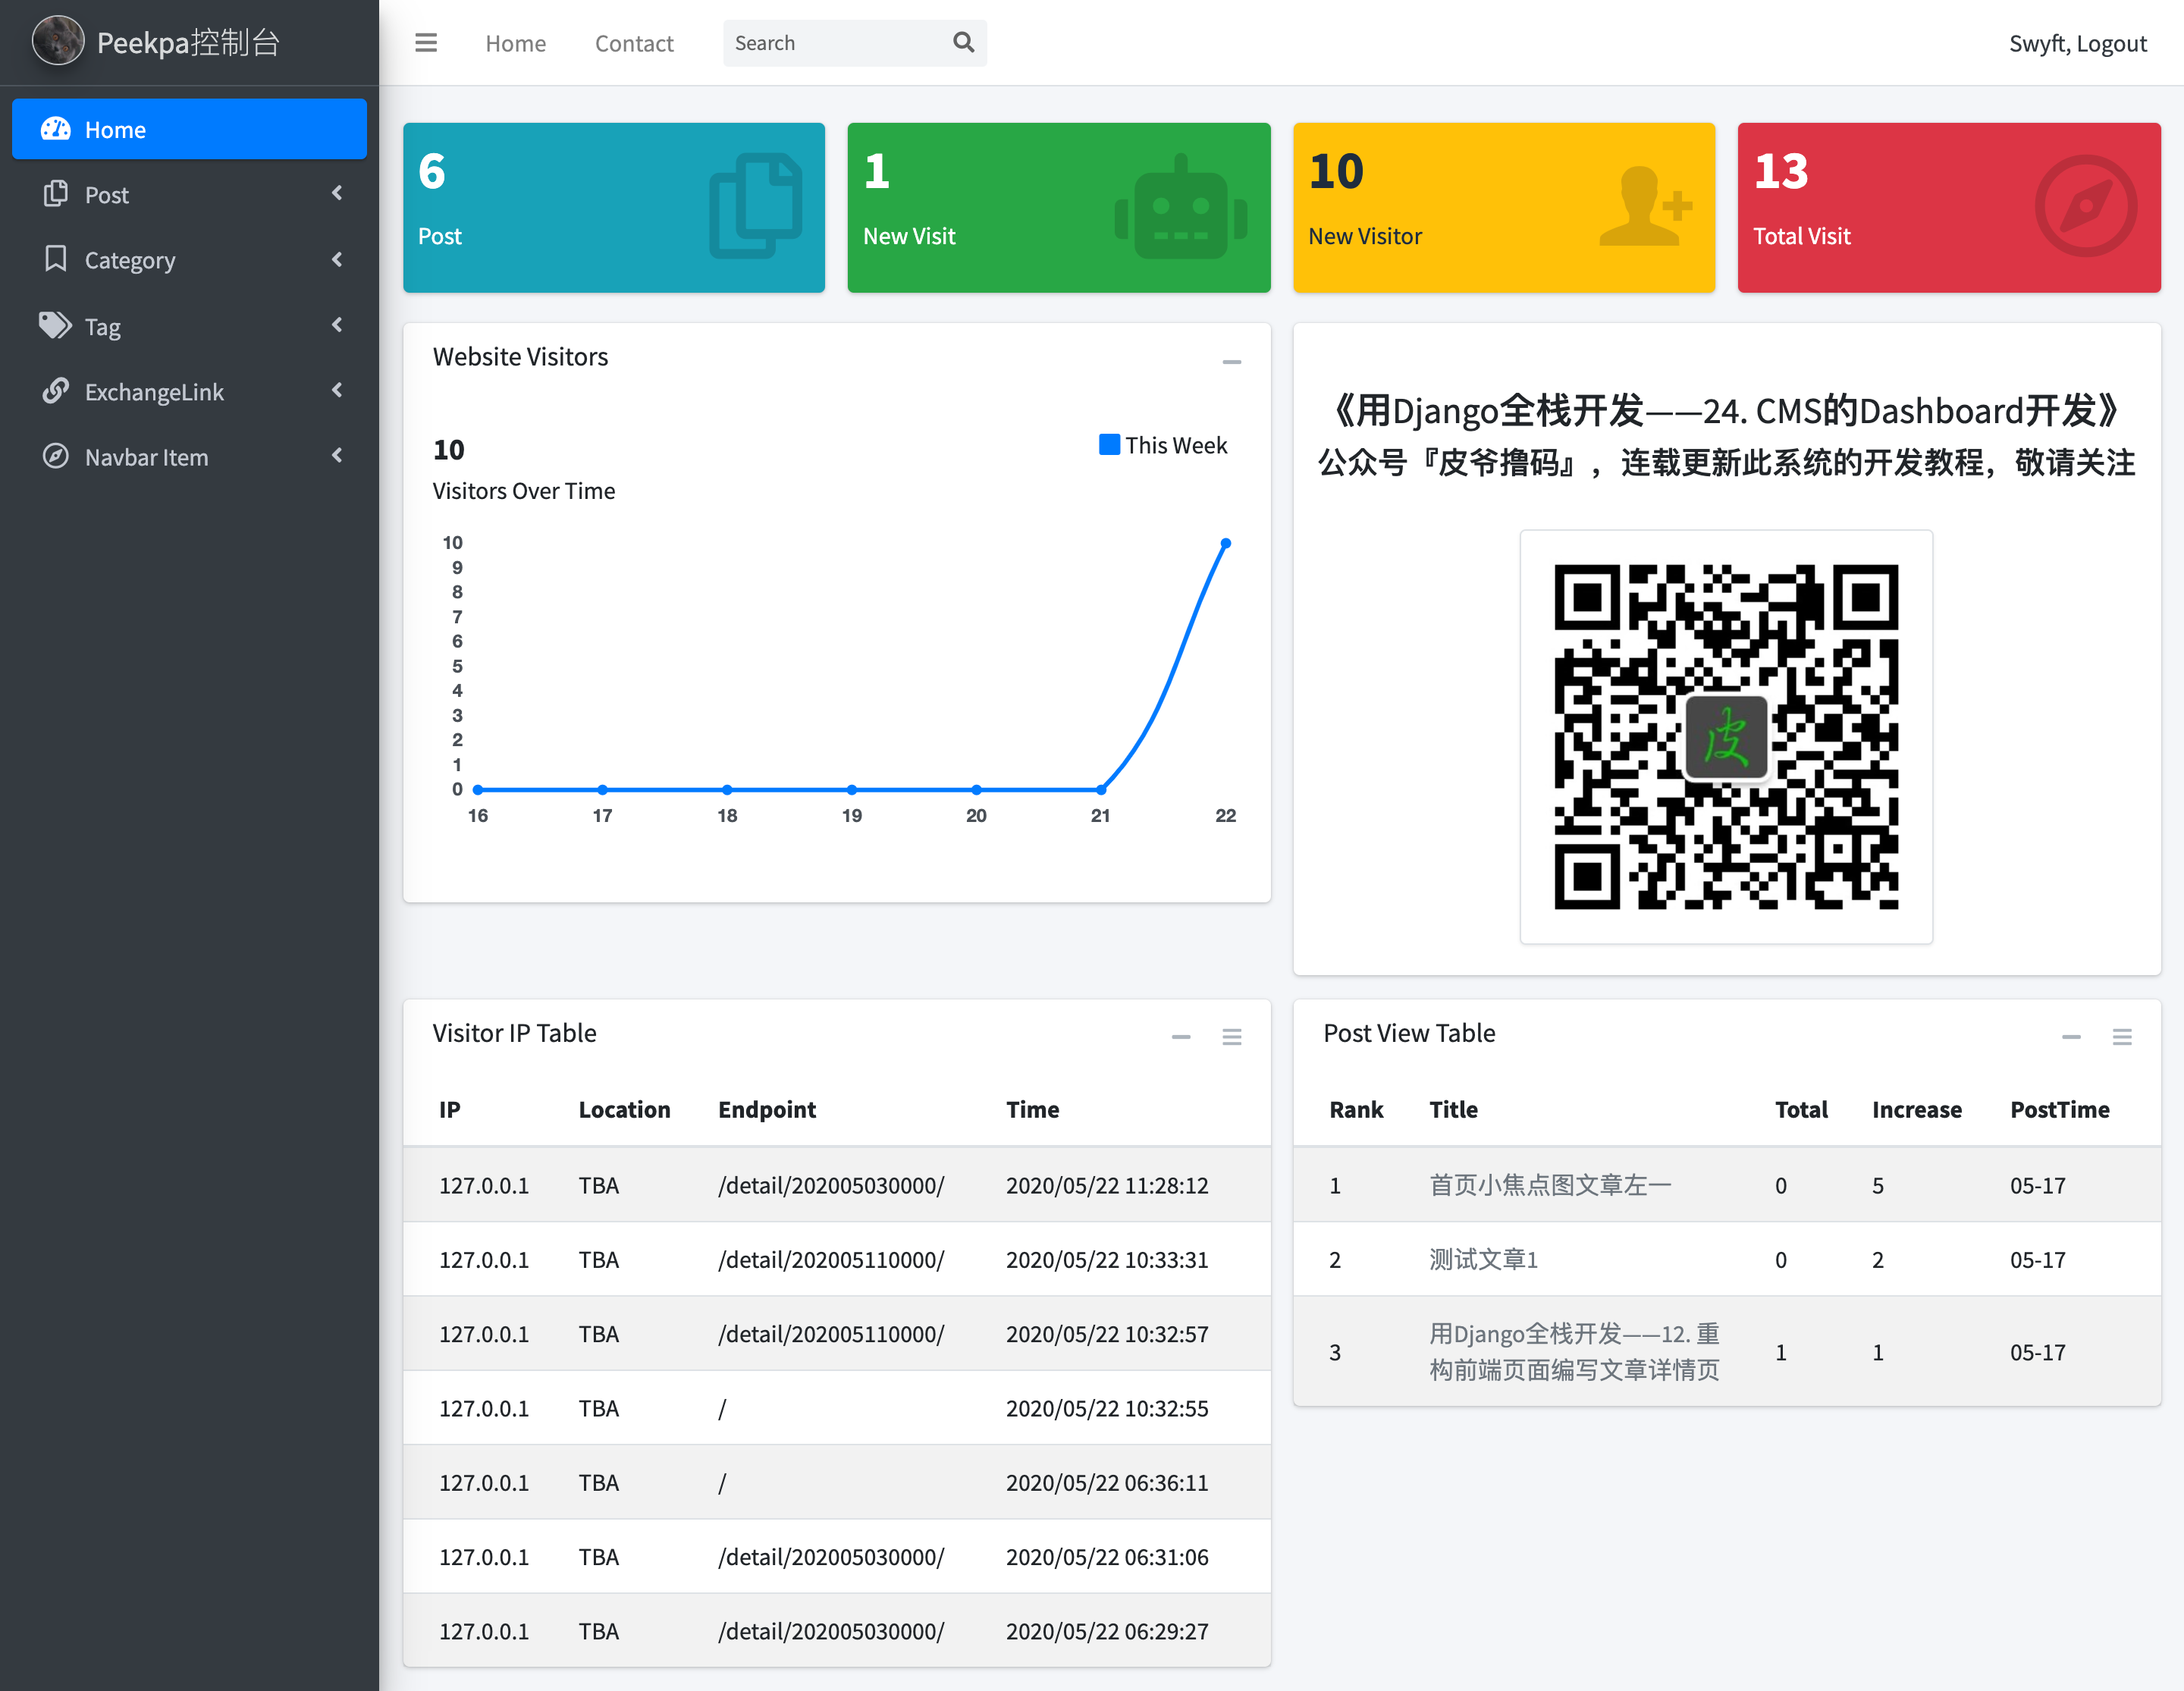 Peekpa控制台
Home
Contact
Search
Swyft, Logout
Home
Post
Category
Tag
ExchangeLink
Navbar Item
6
Post
1
New Visit
10
New Visitor
13
Total Visit
Website Visitors
10
Visitors Over Time
This Week
10
9
8
7
6
5
4
3
2
1
0
16 17 18 19 20 21 22
《用Django全栈开发——24. CMS的Dashboard开发》
公众号『皮爷撸码』，连载更新此系统的开发教程，敬请关注
皮
Visitor IP Table
IP Location Endpoint Time
127.0.0.1 TBA /detail/202005030000/ 2020/05/22 11:28:12
127.0.0.1 TBA /detail/202005110000/ 2020/05/22 10:33:31
127.0.0.1 TBA /detail/202005110000/ 2020/05/22 10:32:57
127.0.0.1 TBA / 2020/05/22 10:32:55
127.0.0.1 TBA / 2020/05/22 06:36:11
127.0.0.1 TBA /detail/202005030000/ 2020/05/22 06:31:06
127.0.0.1 TBA /detail/202005030000/ 2020/05/22 06:29:27
Post View Table
Rank Title Total Increase PostTime
1 首页小焦点图文章左一 0 5 05-17
2 测试文章1 0 2 05-17
3 用Django全栈开发——12. 重 1 1 05-17
构前端页面编写文章详情页